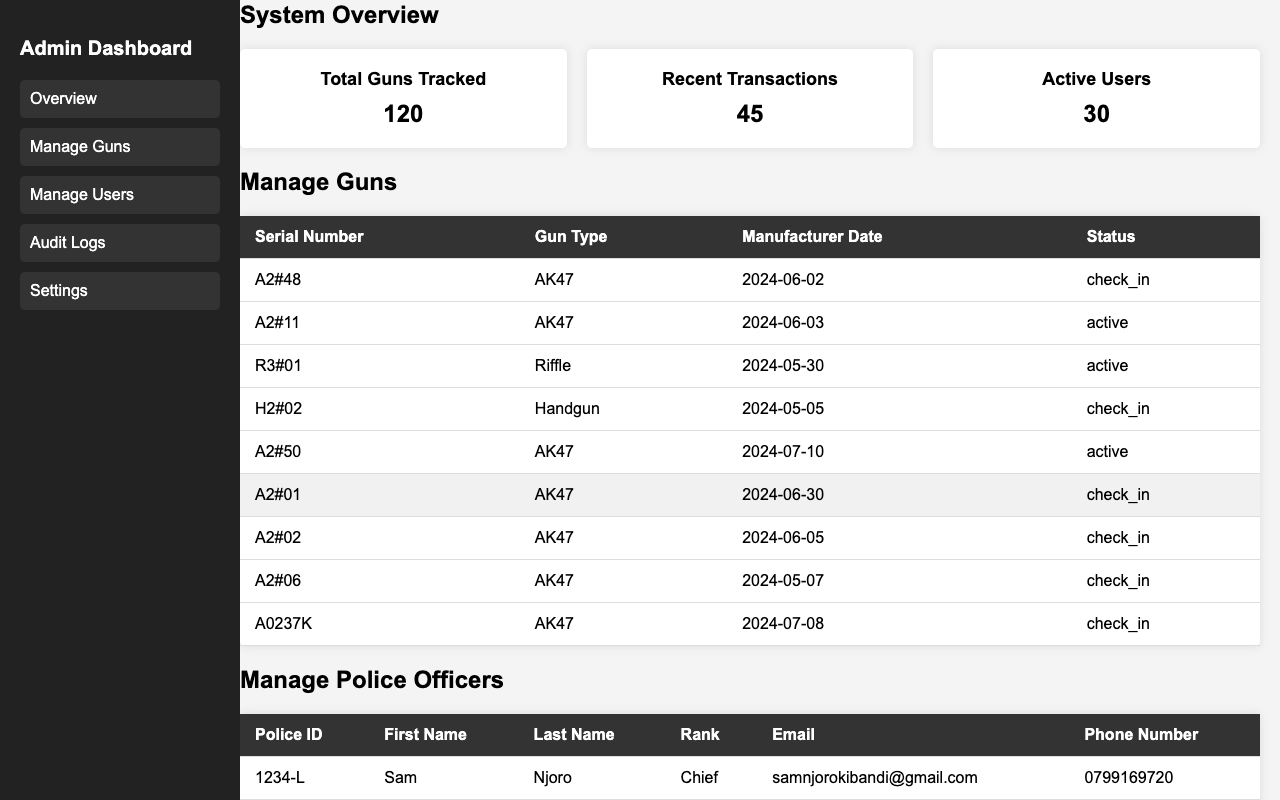 Admin Dashboard
Overview
Manage Guns
Manage Users
Audit Logs
Settings
System Overview
Total Guns Tracked
120
Recent Transactions
45
Active Users
30
Manage Guns
Serial Number Gun Type Manufacturer Date Status
A2#48 AK47 2024-06-02 check_in
A2#11 AK47 2024-06-03 active
R3#01 Riffle 2024-05-30 active
H2#02 Handgun 2024-05-05 check_in
A2#50 AK47 2024-07-10 active
A2#01 AK47 2024-06-30 check_in
A2#02 AK47 2024-06-05 check_in
A2#06 AK47 2024-05-07 check_in
A0237K AK47 2024-07-08 check_in
Manage Police Officers
Police ID First Name Last Name Rank Email Phone Number
1234-L Sam Njoro Chief samnjorokibandi@gmail.com 0799169720